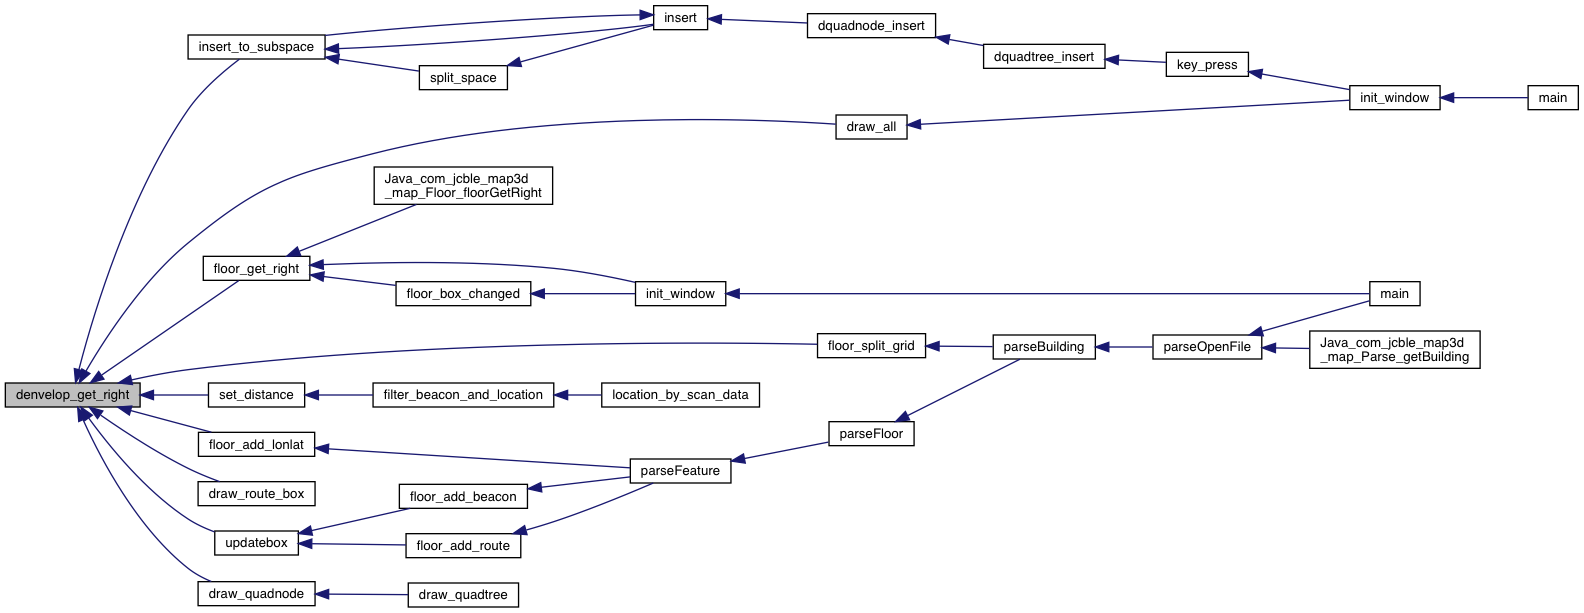 insert
insert_to_subspace
split_space
dquadnode_insert
dquadtree_insert
key_press
init_window
main
draw_all
Java_com_jcble_map3d
_map_Floor_floorGetRight
floor_get_right
floor_box_changed
init_window
main
floor_split_grid
parseBuilding
parseOpenFile
Java_com_jcble_map3d
_map_Parse_getBuilding
denvelop_get_right
set_distance
filter_beacon_and_location
location_by_scan_data
floor_add_lonlat
parseFloor
parseFeature
draw_route_box
floor_add_beacon
updatebox
floor_add_route
draw_quadnode
draw_quadtree